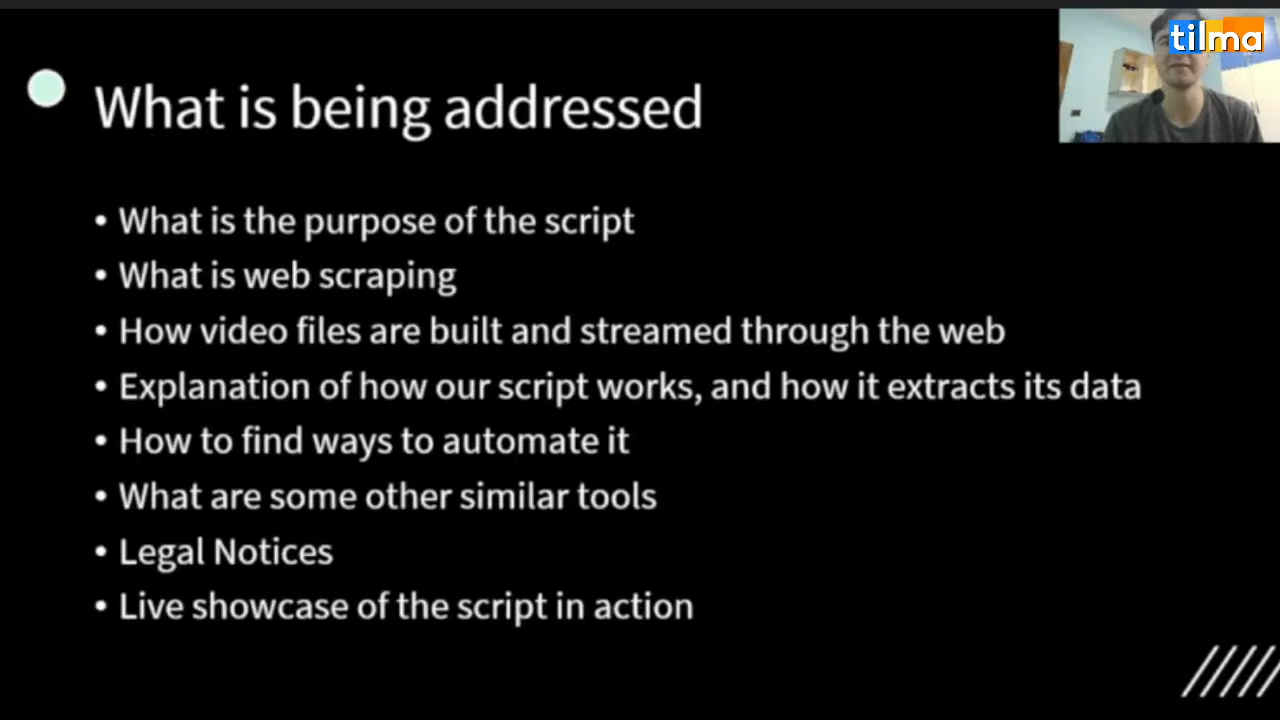 tilma
What is being addressed
• What is the purpose of the script
• What is web scraping
• How video files are built and streamed through the web
• Explanation of how our script works, and how it extracts its data
• How to find ways to automate it
• What are some other similar tools
• Legal Notices
• Live showcase of the script in action